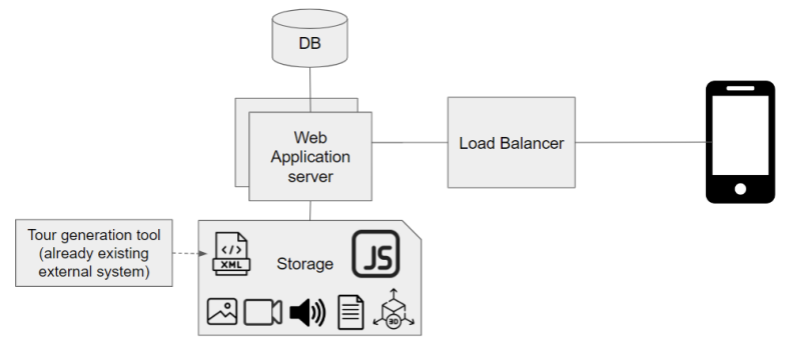 DB
Web
Application
server
Load Balancer
Tour generation tool
(already existing
external system)
</>
XML
Storage
JS
3D